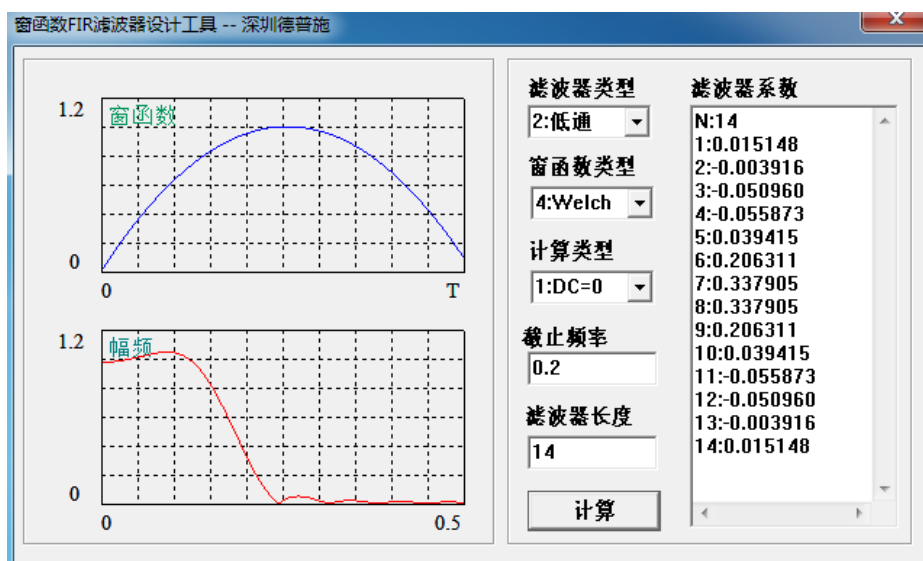 窗函数FIR滤波器设计工具 -- 深圳德普施
x
1.2
窗函数
0
0
T
1.2
幅频
0
0
0.5
滤波器类型
2:低通
窗函数类型
4:Welch
计算类型
1:DC=0
截止频率
0.2
滤波器长度
14
计算
滤波器系数
N:14
1:0.015148
2:-0.003916
3:-0.050960
4:-0.055873
5:0.039415
6:0.206311
7:0.337905
8:0.337905
9:0.206311
10:0.039415
11:-0.055873
12:-0.050960
13:-0.003916
14:0.015148